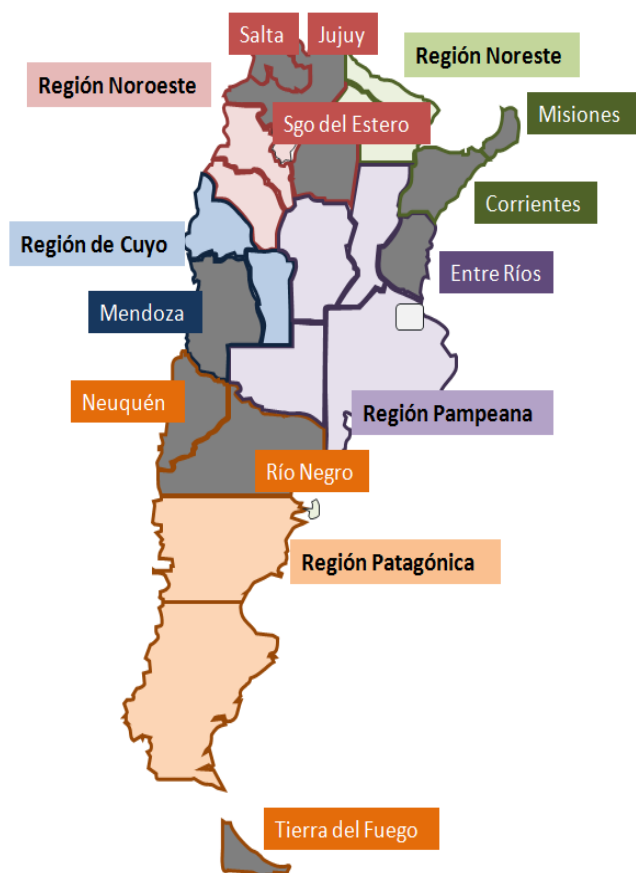 Salta
Jujuy
Región Noreste
Región Noroeste
Sgo del Estero
Misiones
Corrientes
Región de Cuyo
Entre Ríos
Mendoza
Neuquén
Región Pampeana
Río Negro
Región Patagónica
Tierra del Fuego